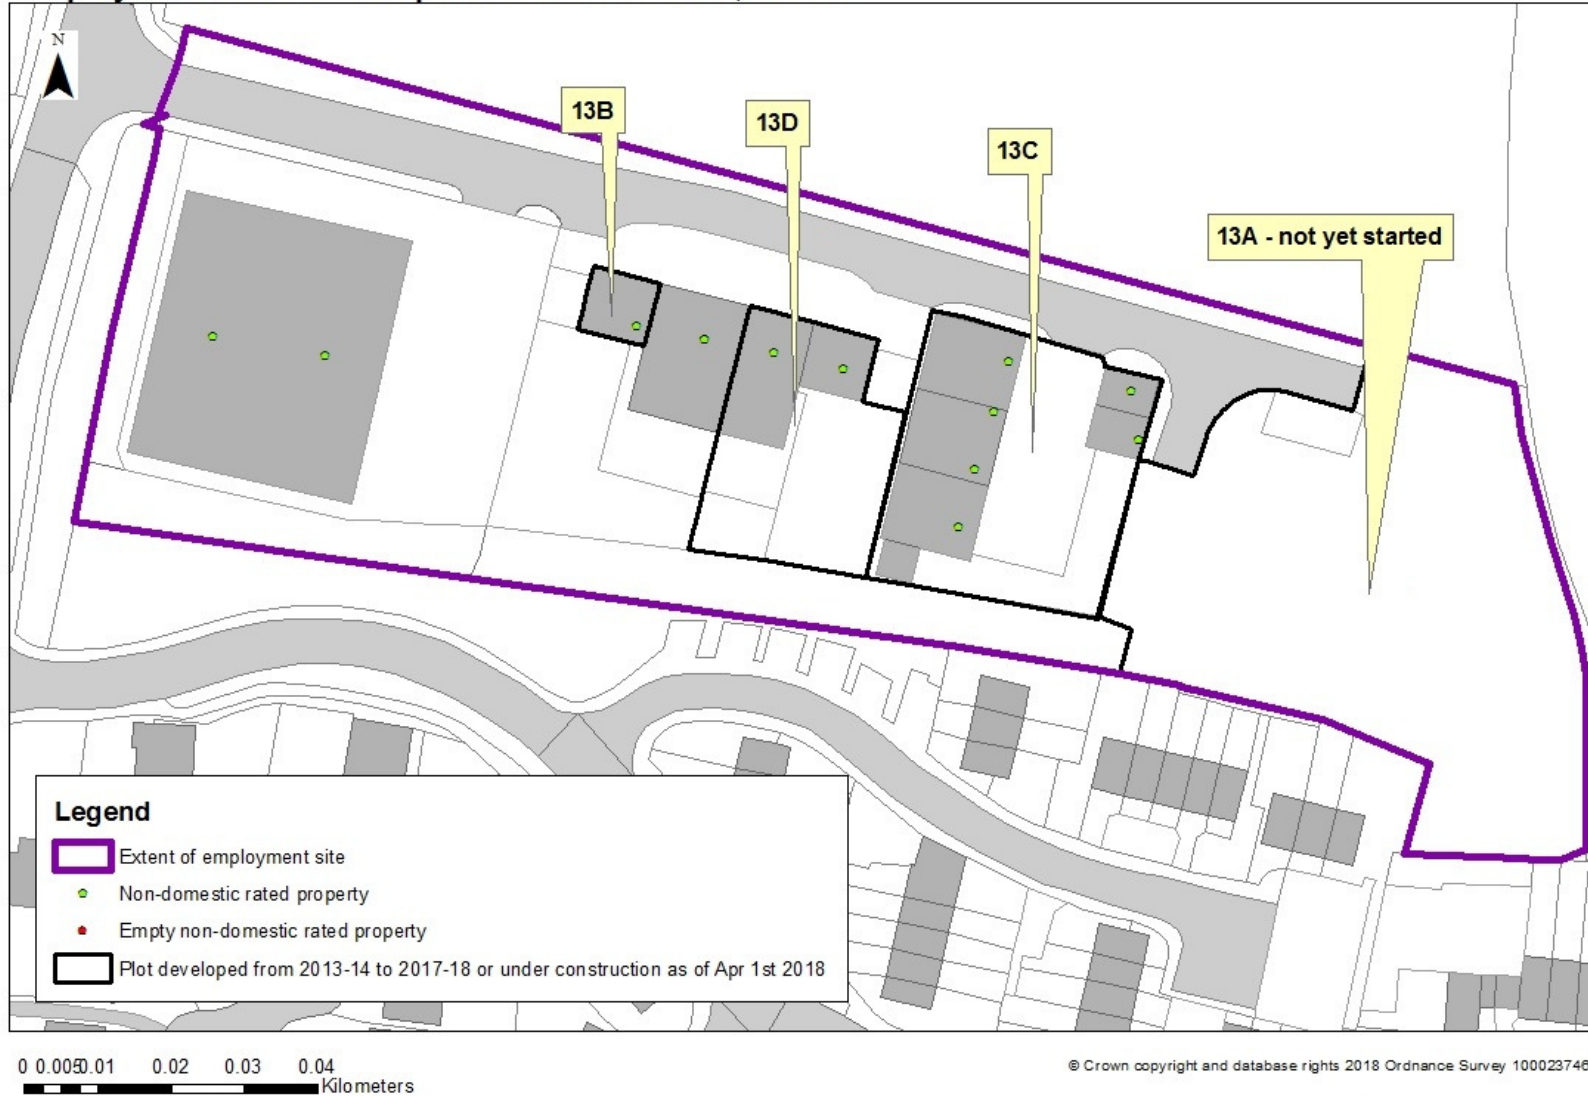 N
13B
13D
13C
13A - not yet started
Legend
Extent of employment site
Non-domestic rated property
Empty non-domestic rated property
Plot developed from 2013-14 to 2017-18 or under construction as of Apr 1st 2018
0 0.005 0.01 0.02 0.03 0.04
Kilometers
© Crown copyright and database rights 2018 Ordnance Survey 100023746